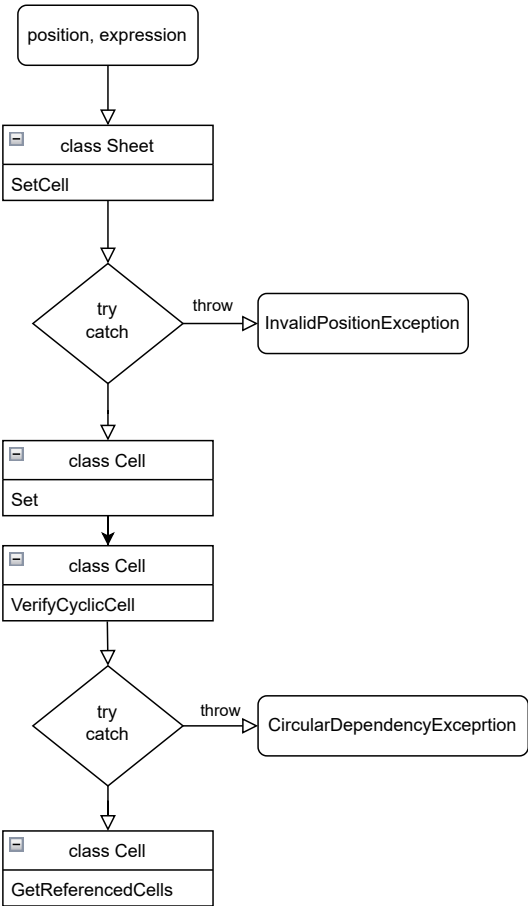 position, expression
class Sheet
SetCell
try
catch
throw
InvalidPositionException
class Cell
Set
class Cell
VerifyCyclicCell
try
catch
throw
CircularDependencyExceprtion
class Cell
GetReferencedCells